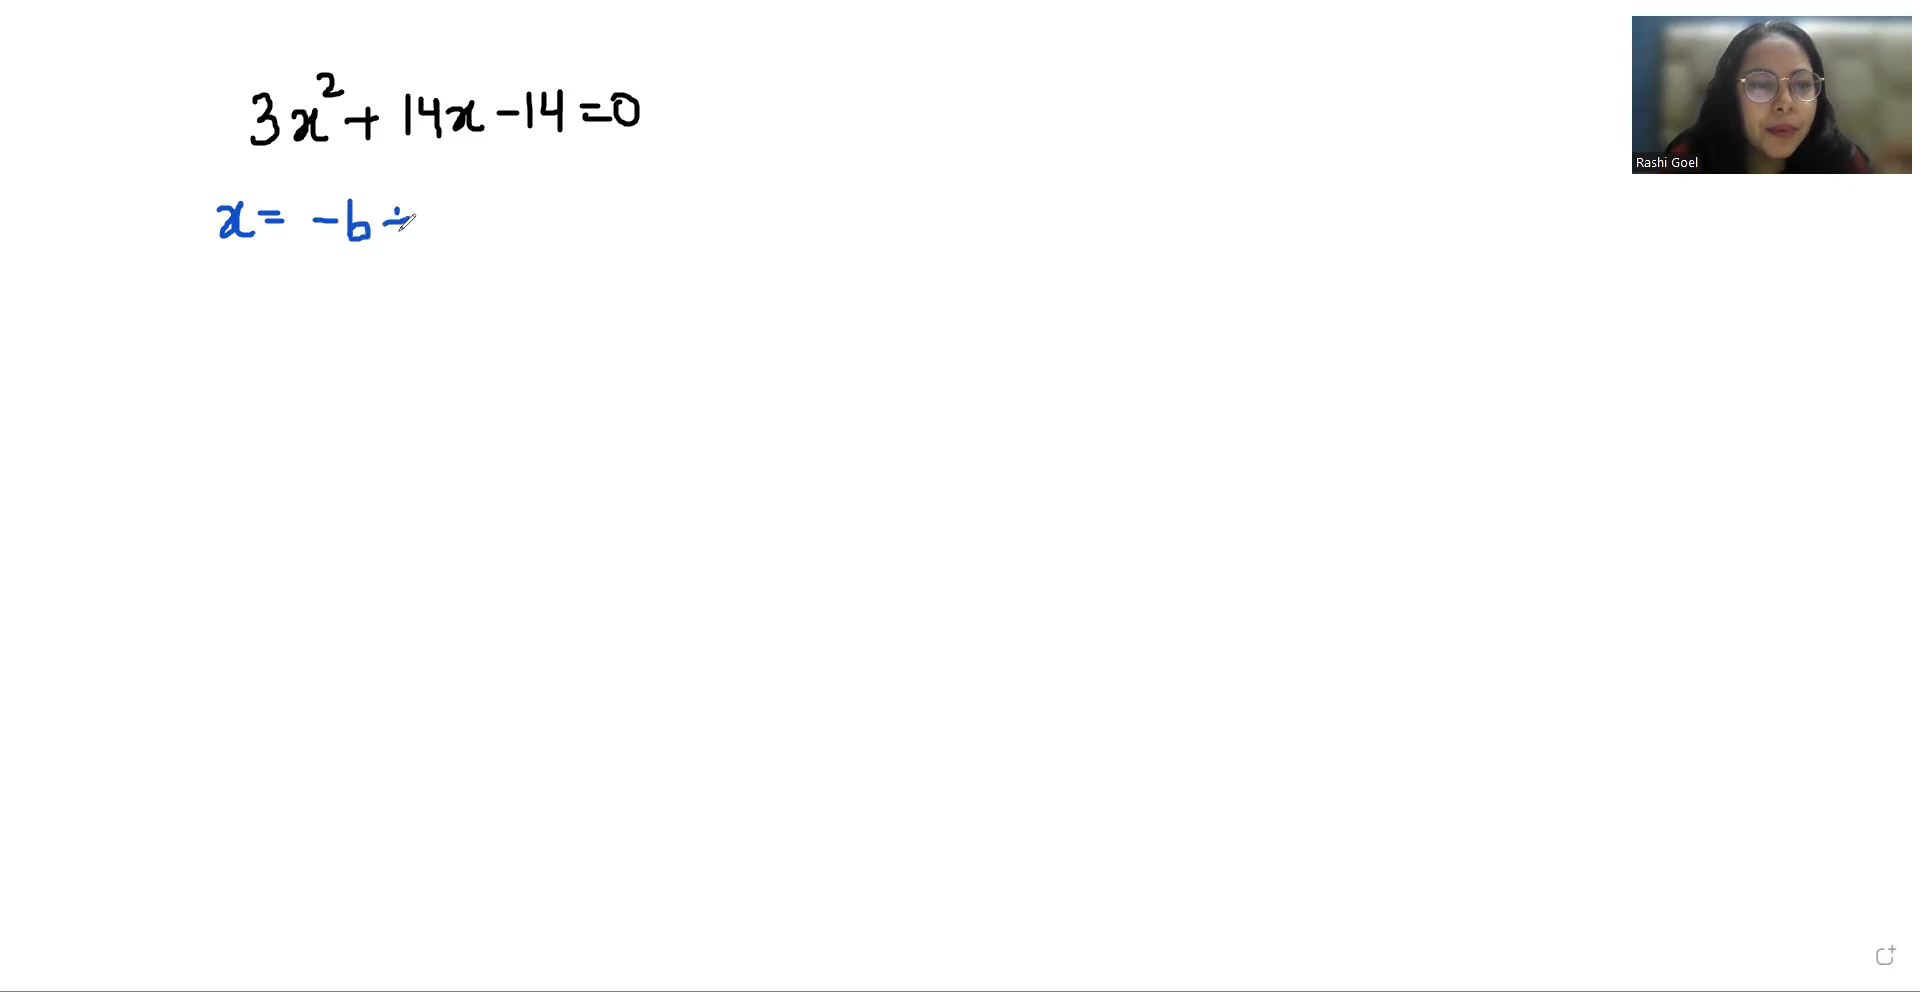 3x² + 14x - 14 = 0
Rashi Goel
x = - b